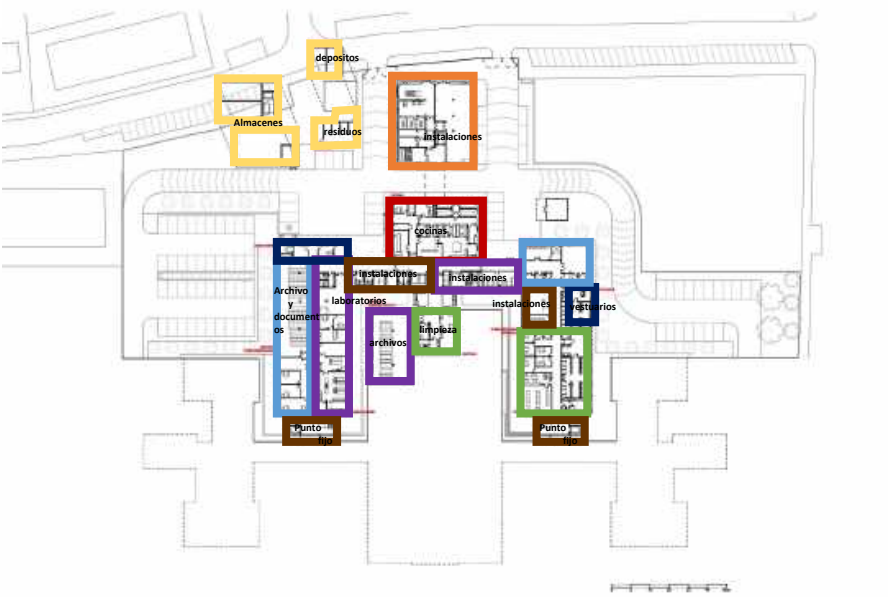 depositos
Almacenes
residuos
instalaciones
cocinas
instalaciones
instalaciones
Archivo
y
document
os
laboratorios
instalaciones
vestuarios
archivos
limpieza
Punto
fijo
Punto
fijo